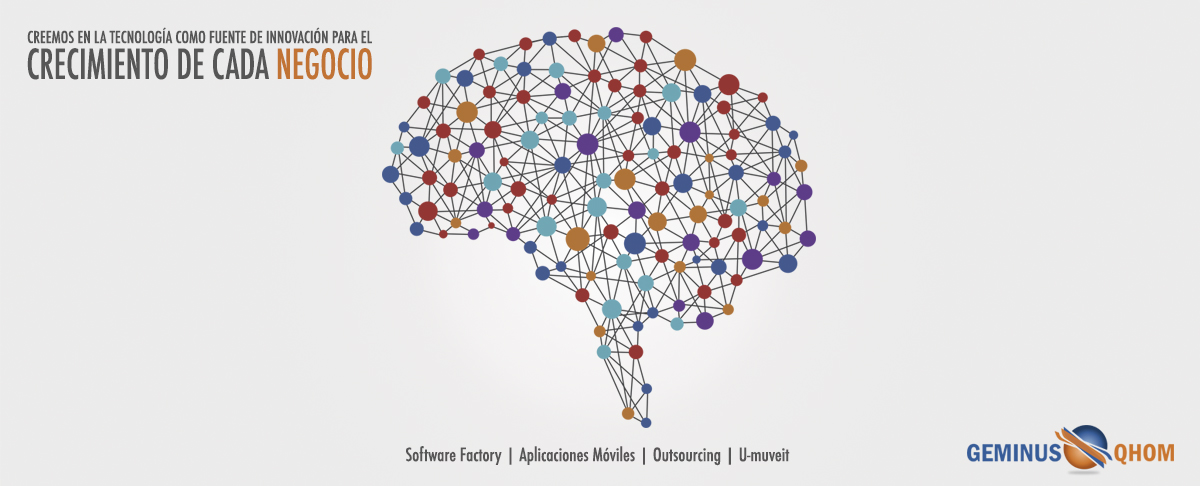 CREEMOS EN LA TECNOLOGÍA COMO FUENTE DE INNOVACIÓN PARA EL
CRECIMIENTO DE CADA NEGOCIO
Software Factory | Aplicaciones Móviles | Outsourcing | U-muveit
GEMINUS QHOM